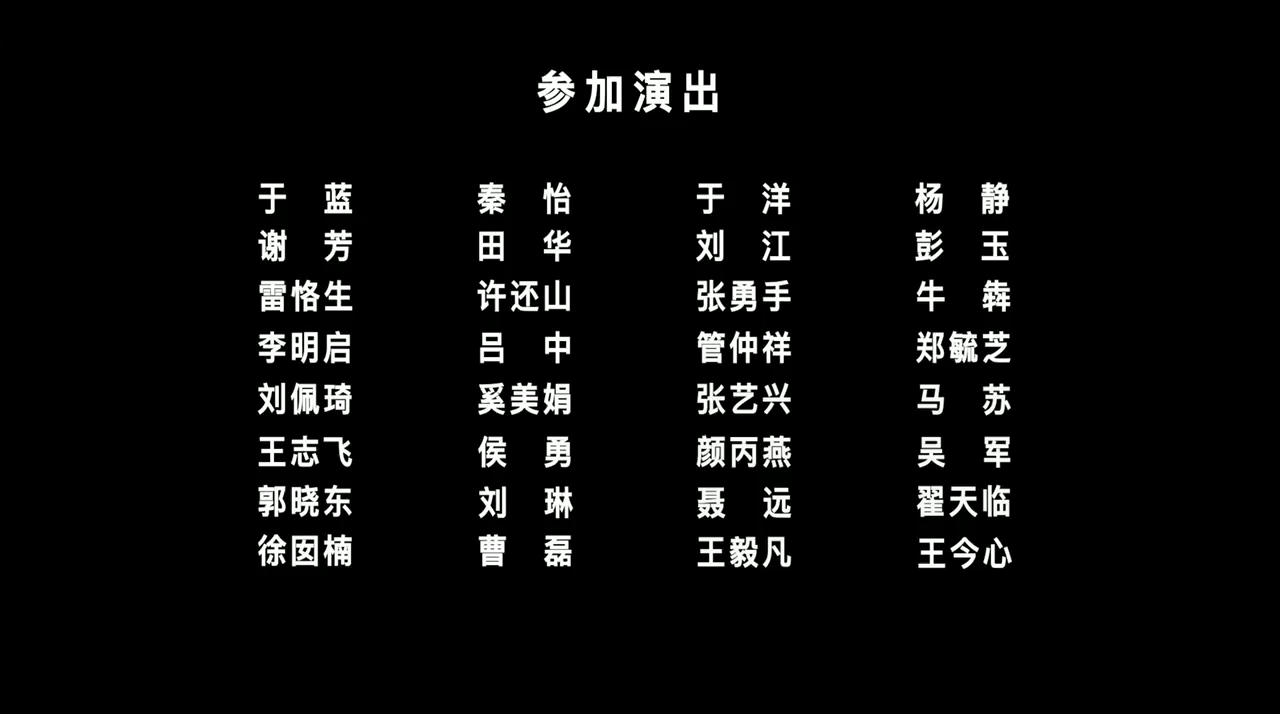 参加演出
于 蓝 秦 怡 于 洋 杨 静
谢 芳 田 华 刘 江 彭 玉
雷恪生 许还山 张勇手 牛 犇
李明启 吕 中 管仲祥 郑毓芝
刘佩琦 奚美娟 张艺兴 马 苏
王志飞 侯 勇 颜丙燕 吴 军
郭晓东 刘 琳 聂 远 翟天临
徐囡楠 曹 磊 王毅凡 王今心